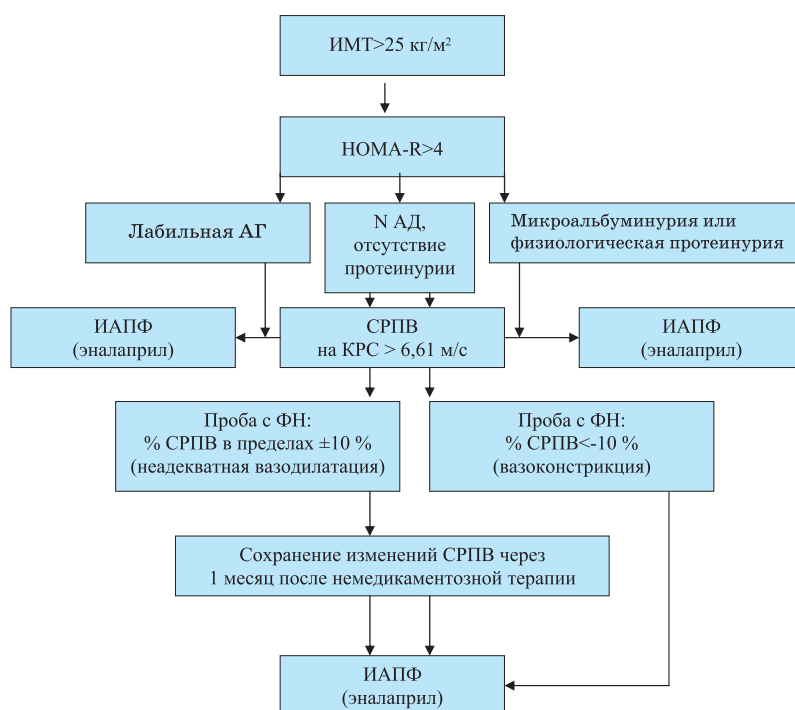 ИМТ>25 кг/м²
HOMA-R>4
Лабильная АГ
N АД,
отсутствие
протеинурии
Микроальбуминурия или
физиологическая протеинурия
ИАПФ
(эналаприл)
СРПВ
на КРС > 6,61 м/с
ИАПФ
(эналаприл)
Проба с ФН:
% СРПВ в пределах ±10 %
(неадекватная вазодилатация)
Проба с ФН:
% СРПВ<-10 %
(вазоконстрикция)
Сохранение изменений СРПВ через
1 месяц после немедикаментозной терапии
ИАПФ
(эналаприл)